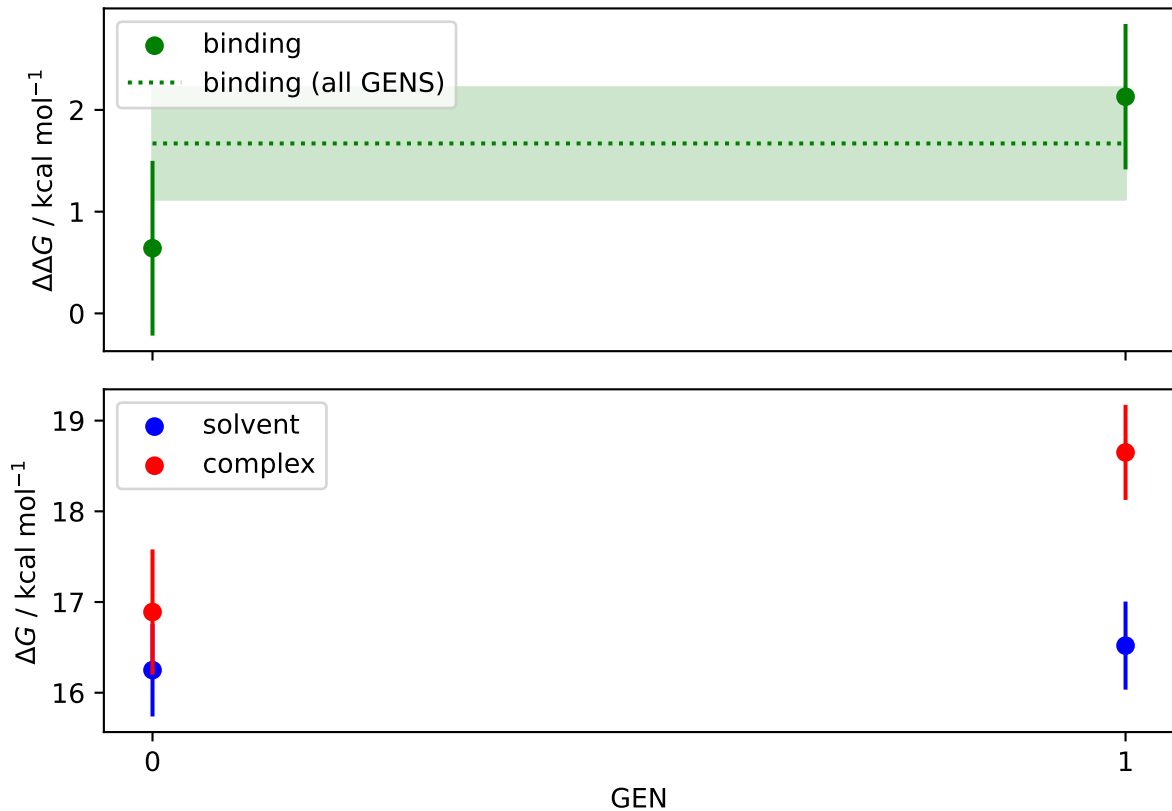 binding
binding (all GENS)
2
1
0
ΔΔG / kcal mol⁻¹
solvent
complex
19
18
17
16
ΔG / kcal mol⁻¹
0 1
GEN